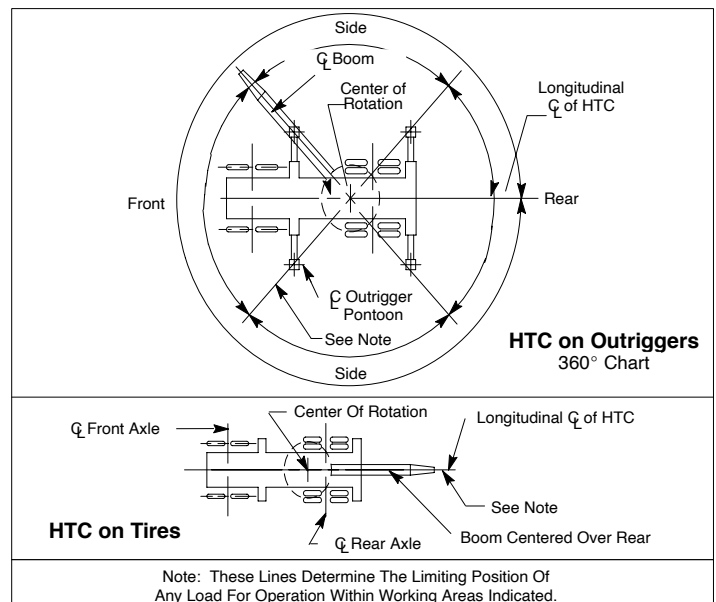 Side
℄ Boom
Center of
Rotation
Longitudinal
℄ of HTC
Front
Rear
℄ Outrigger
Pontoon
See Note
HTC on Outriggers
360° Chart
Side
Center Of Rotation
℄ Front Axle
Longitudinal ℄ of HTC
See Note
HTC on Tires
Boom Centered Over Rear
℄ Rear Axle
Note: These Lines Determine The Limiting Position Of
Any Load For Operation Within Working Areas Indicated.